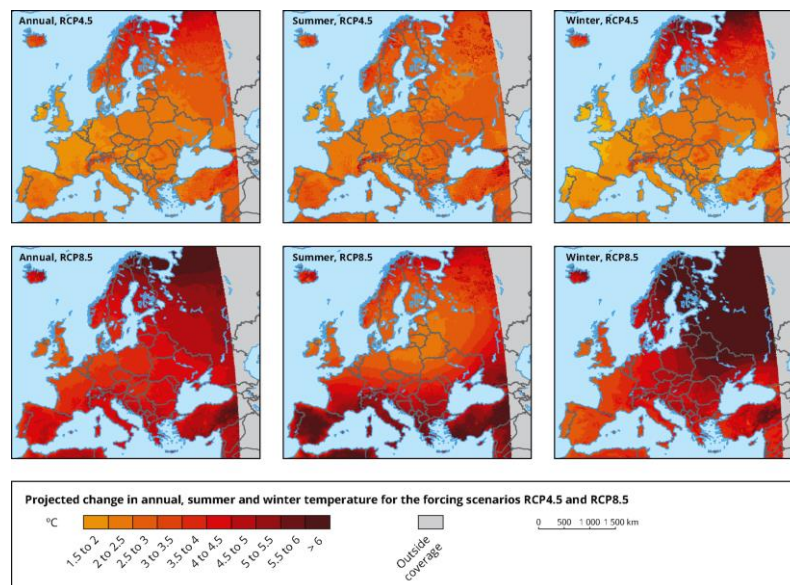 Annual, RCP4.5
Summer, RCP4.5
Winter, RCP4.5
Annual, RCP8.5
Summer, RCP8.5
Winter, RCP8.5
Projected change in annual, summer and winter temperature for the forcing scenarios RCP4.5 and RCP8.5
ºC
1.5 to 2
2 to 2.5
2.5 to 3
3 to 3.5
3.5 to 4
4 to 4.5
4.5 to 5
5 to 5.5
5.5 to 6
> 6
Outside
coverage
0 500 1 000 1 500 km